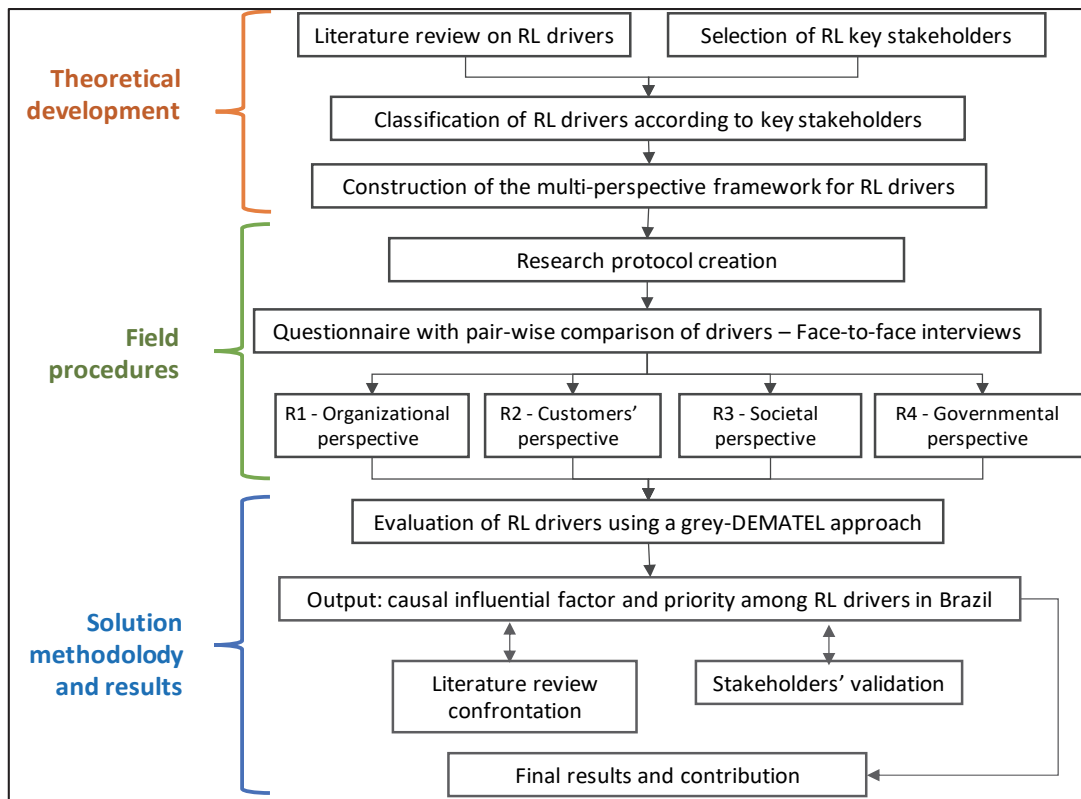 Literature review on RL drivers
Selection of RL key stakeholders
Theoretical
development
Classification of RL drivers according to key stakeholders
Construction of the multi-perspective framework for RL drivers
Research protocol creation
Field
procedures
Questionnaire with pair-wise comparison of drivers – Face-to-face interviews
R1 - Organizational
perspective
R2 - Customers’
perspective
R3 - Societal
perspective
R4 - Governmental
perspective
Evaluation of RL drivers using a grey-DEMATEL approach
Solution
methodolody
and results
Output: causal influential factor and priority among RL drivers in Brazil
Literature review
confrontation
Stakeholders’ validation
Final results and contribution